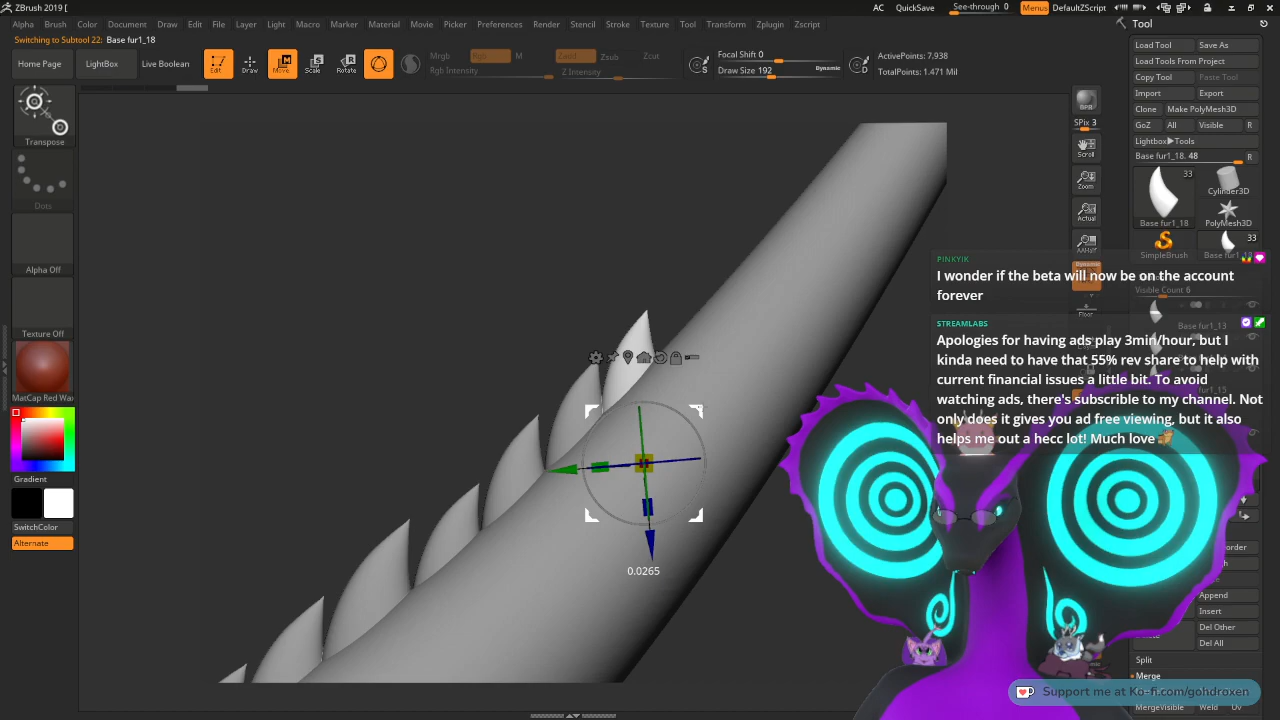 ZBrush 2019 [
AC
QuickSave
See-through 0
Menus
DefaultZScript
Alpha
Brush
Color
Document
Draw
Edit
File
Layer
Light
Macro
Marker
Material
Movie
Picker
Preferences
Render
Stencil
Stroke
Texture
Tool
Transform
Zplugin
Zscript
Tool
Switching to Subtool 22: Base fur1_18
Home Page
LightBox
Live Boolean
Edit
Draw
Move
Scale
Rotate
Mrgb
Rgb
M
Rgb Intensity
Zadd
Zsub
Zcut
Z Intensity
Focal Shift 0
Draw Size 192
Dynamic
ActivePoints: 7,938
TotalPoints: 1.471 Mil
Load Tool
Save As
Load Tools From Project
Copy Tool
Paste Tool
Import
Export
Clone
Make PolyMesh3D
GoZ
All
Visible
R
Lightbox▶Tools
Base fur1_18. 48
R
33
Cylinder3D
Base fur1_18
PolyMesh3D
33
SimpleBrush
Visible Count 6
Base fur1_13
Transpose
Dots
Alpha Off
Texture Off
MatCap Red Wax
Gradient
SwitchColor
Alternate
BPR
SPix 3
Scroll
Zoom
Actual
AAHalf
Floor
0.0265
PINKYIK
I wonder if the beta will now be on the account
forever
STREAMLABS
Apologies for having ads play 3min/hour, but I
kinda need to have that 55% rev share to help with
current financial issues a little bit. To avoid
watching ads, there's subscrible to my channel. Not
only does it gives you ad free viewing, but it also
helps me out a hecc lot! Much love
Append
Insert
Del Other
Del All
Split
Merge
MergeVisible
Weld
Uv
Support me at Ko-fi.com/gohdroxen